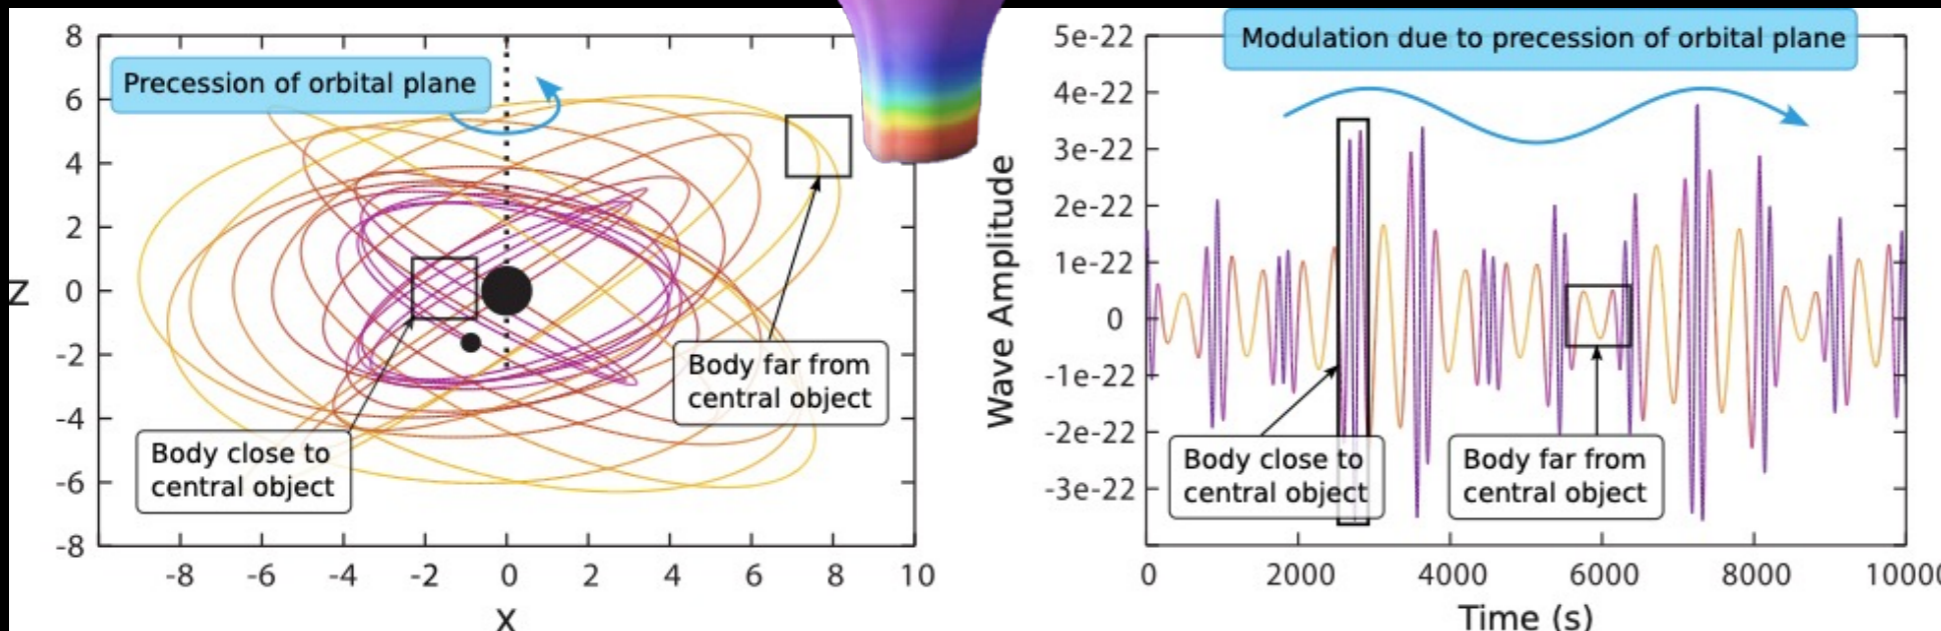 8
6
4
2
0
-2
-4
-6
-8
Z
Precession of orbital plane
Body far from
central object
Body close to
central object
-8
-6
-4
-2
0
2
4
6
8
10
X
Modulation due to precession of orbital plane
5e-22
4e-22
3e-22
2e-22
1e-22
0
-1e-22
-2e-22
-3e-22
Wave Amplitude
Body close to
central object
Body far from
central object
0
2000
4000
6000
8000
10000
Time (s)